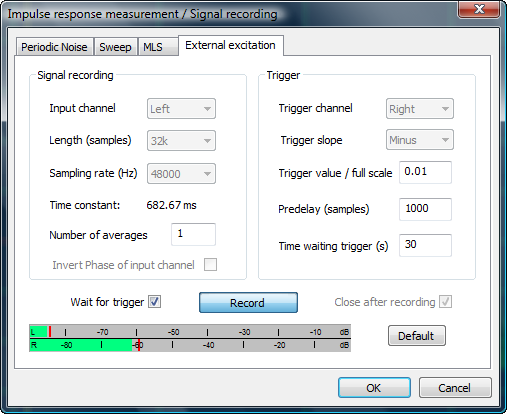 Impulse response measurement / Signal recording
Periodic Noise Sweep MLS External excitation
Signal recording
Input channel Left
Length (samples) 32k
Sampling rate (Hz) 48000
Time constant: 682.67 ms
Number of averages 1
Invert Phase of input channel
Trigger
Trigger channel Right
Trigger slope Minus
Trigger value / full scale 0.01
Predelay (samples) 1000
Time waiting trigger (s) 30
Wait for trigger Record Close after recording
L -70 -50 -30 -10 dB
R -80 -60 -40 -20 dB
Default
OK Cancel